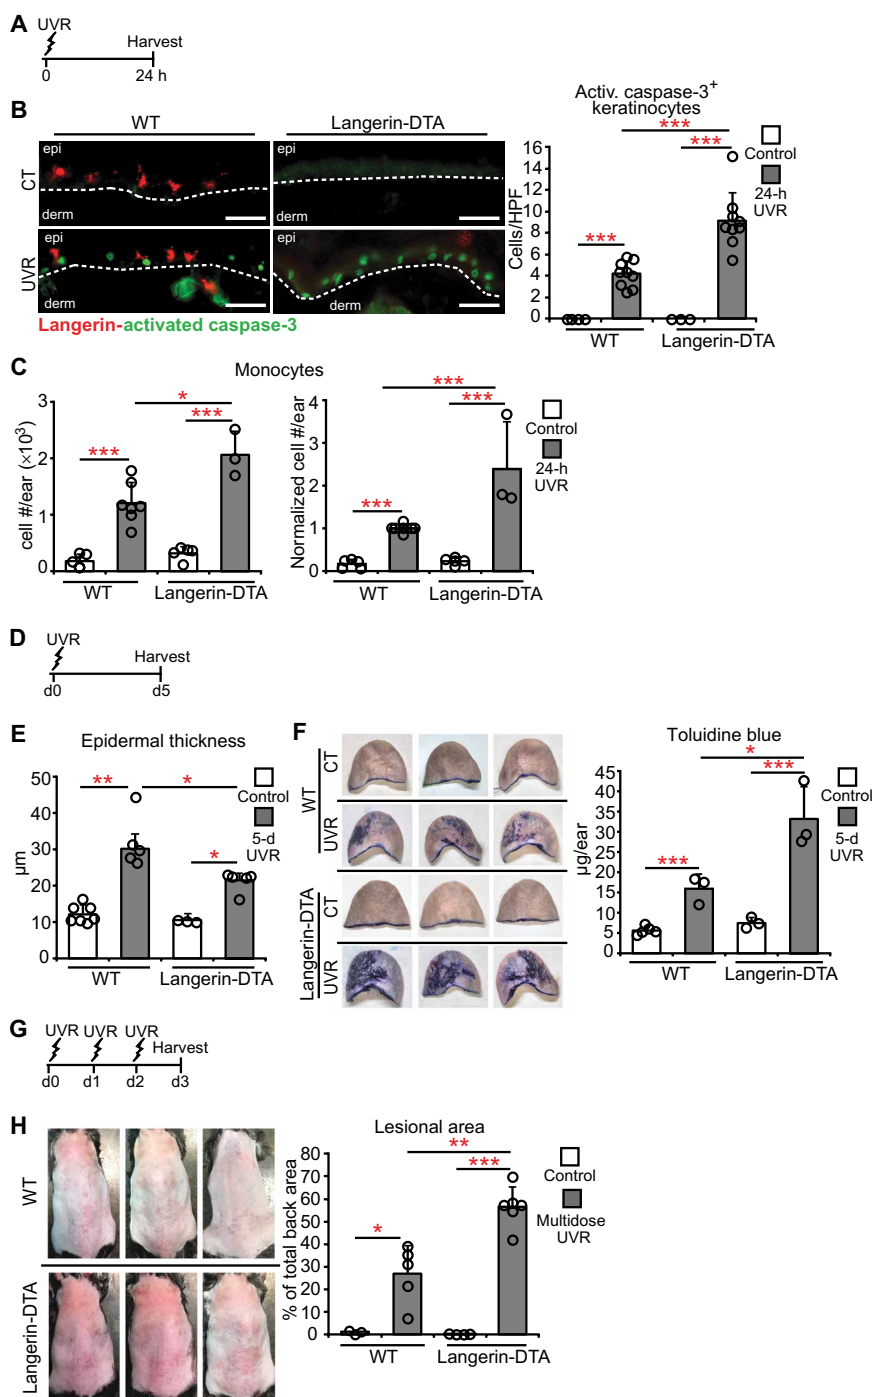 A
UVR
Harvest
0
24 h
B
WT
Langerin-DTA
CT
epi
derm
epi
derm
UVR
epi
derm
epi
derm
Langerin-activated caspase-3
Activ. caspase-3+
keratinocytes
Cells/HPF
16
14
12
10
8
6
4
2
0
***
***
***
Control
24-h
UVR
WT
Langerin-DTA
C
Monocytes
cell #/ear (×10³)
3
2
1
0
***
*
***
WT
Langerin-DTA
Normalized cell #/ear
4
2
1
0
***
***
***
Control
24-h
UVR
WT
Langerin-DTA
D
UVR
Harvest
d0
d5
E
Epidermal thickness
µm
50
40
30
20
10
0
**
*
*
Control
5-d
UVR
WT
Langerin-DTA
F
WT
CT
UVR
Langerin-DTA
CT
UVR
Toluidine blue
µg/ear
45
40
35
30
25
20
15
10
5
0
***
*
***
Control
5-d
UVR
WT
Langerin-DTA
G
UVR UVR UVR
Harvest
d0 d1 d2 d3
H
WT
Langerin-DTA
Lesional area
% of total back area
80
70
60
50
40
30
20
10
0
*
**
***
Control
Multidose
UVR
WT
Langerin-DTA